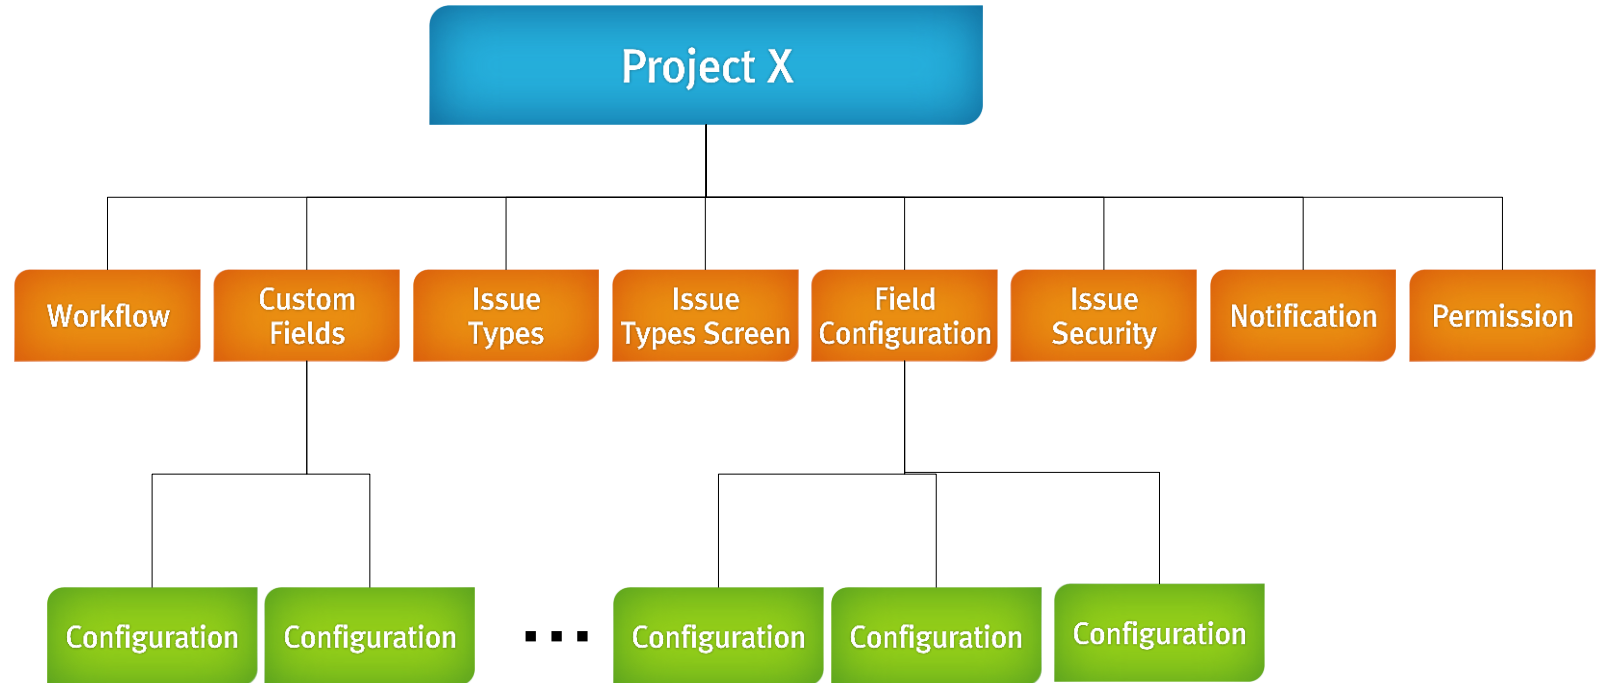 Project X
Workflow
Custom
Fields
Issue
Types
Issue
Types Screen
Field
Configuration
Issue
Security
Notification
Permission
Configuration
Configuration
...
Configuration
Configuration
Configuration